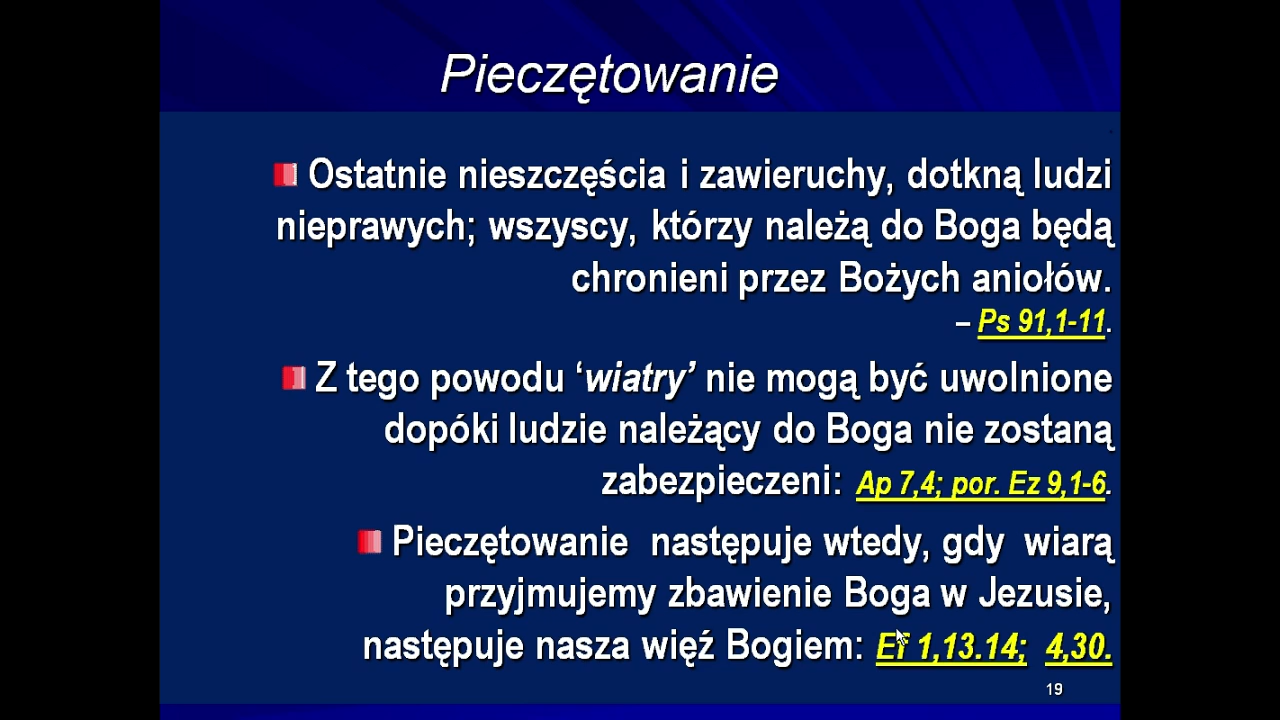 Pieczętowanie
Ostatnie nieszczęścia i zawieruchy, dotkną ludzi
nieprawych; wszyscy, którzy należą do Boga będą
chronieni przez Bożych aniołów.
– Ps 91,1-11.
Z tego powodu ‘wiatry’ nie mogą być uwolnione
dopóki ludzie należący do Boga nie zostaną
zabezpieczeni: Ap 7,4; por. Ez 9,1-6.
Pieczętowanie następuje wtedy, gdy wiarą
przyjmujemy zbawienie Boga w Jezusie,
następuje nasza więź Bogiem: Ef 1,13.14; 4,30.
19